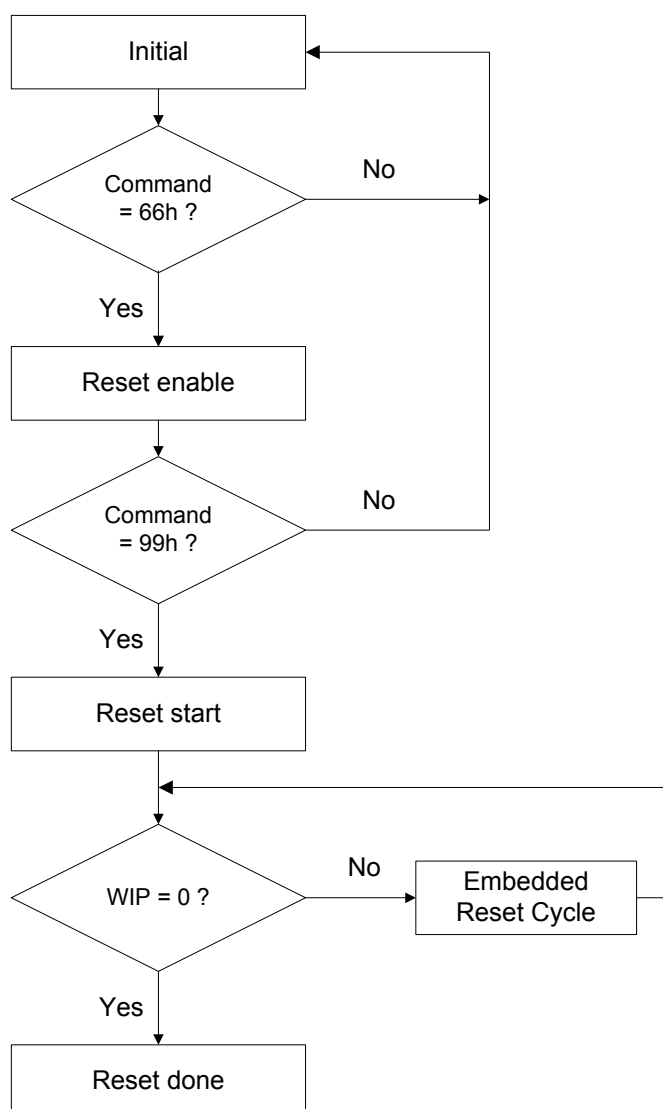 Initial
Command
= 66h ?
No
Yes
Reset enable
Command
= 99h ?
No
Yes
Reset start
WIP = 0 ?
No
Embedded
Reset Cycle
Yes
Reset done